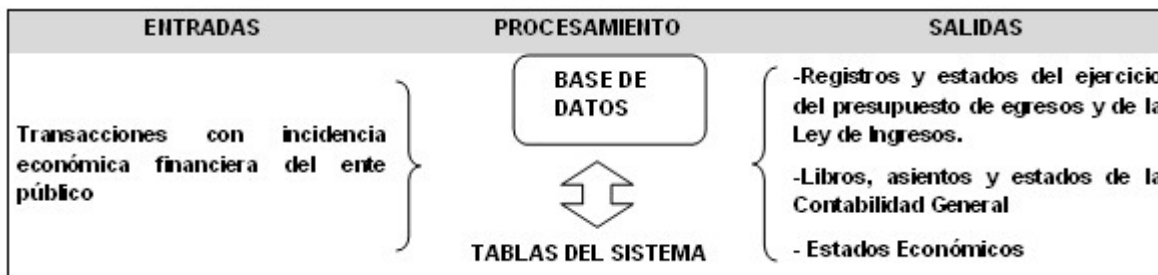 ENTRADAS
PROCESAMIENTO
SALIDAS
Transacciones con incidencia
económica financiera del ente
público
BASE DE
DATOS
TABLAS DEL SISTEMA
-Registros y estados del ejercicio
del presupuesto de egresos y de la
Ley de Ingresos.
-Libros, asientos y estados de la
Contabilidad General
- Estados Económicos